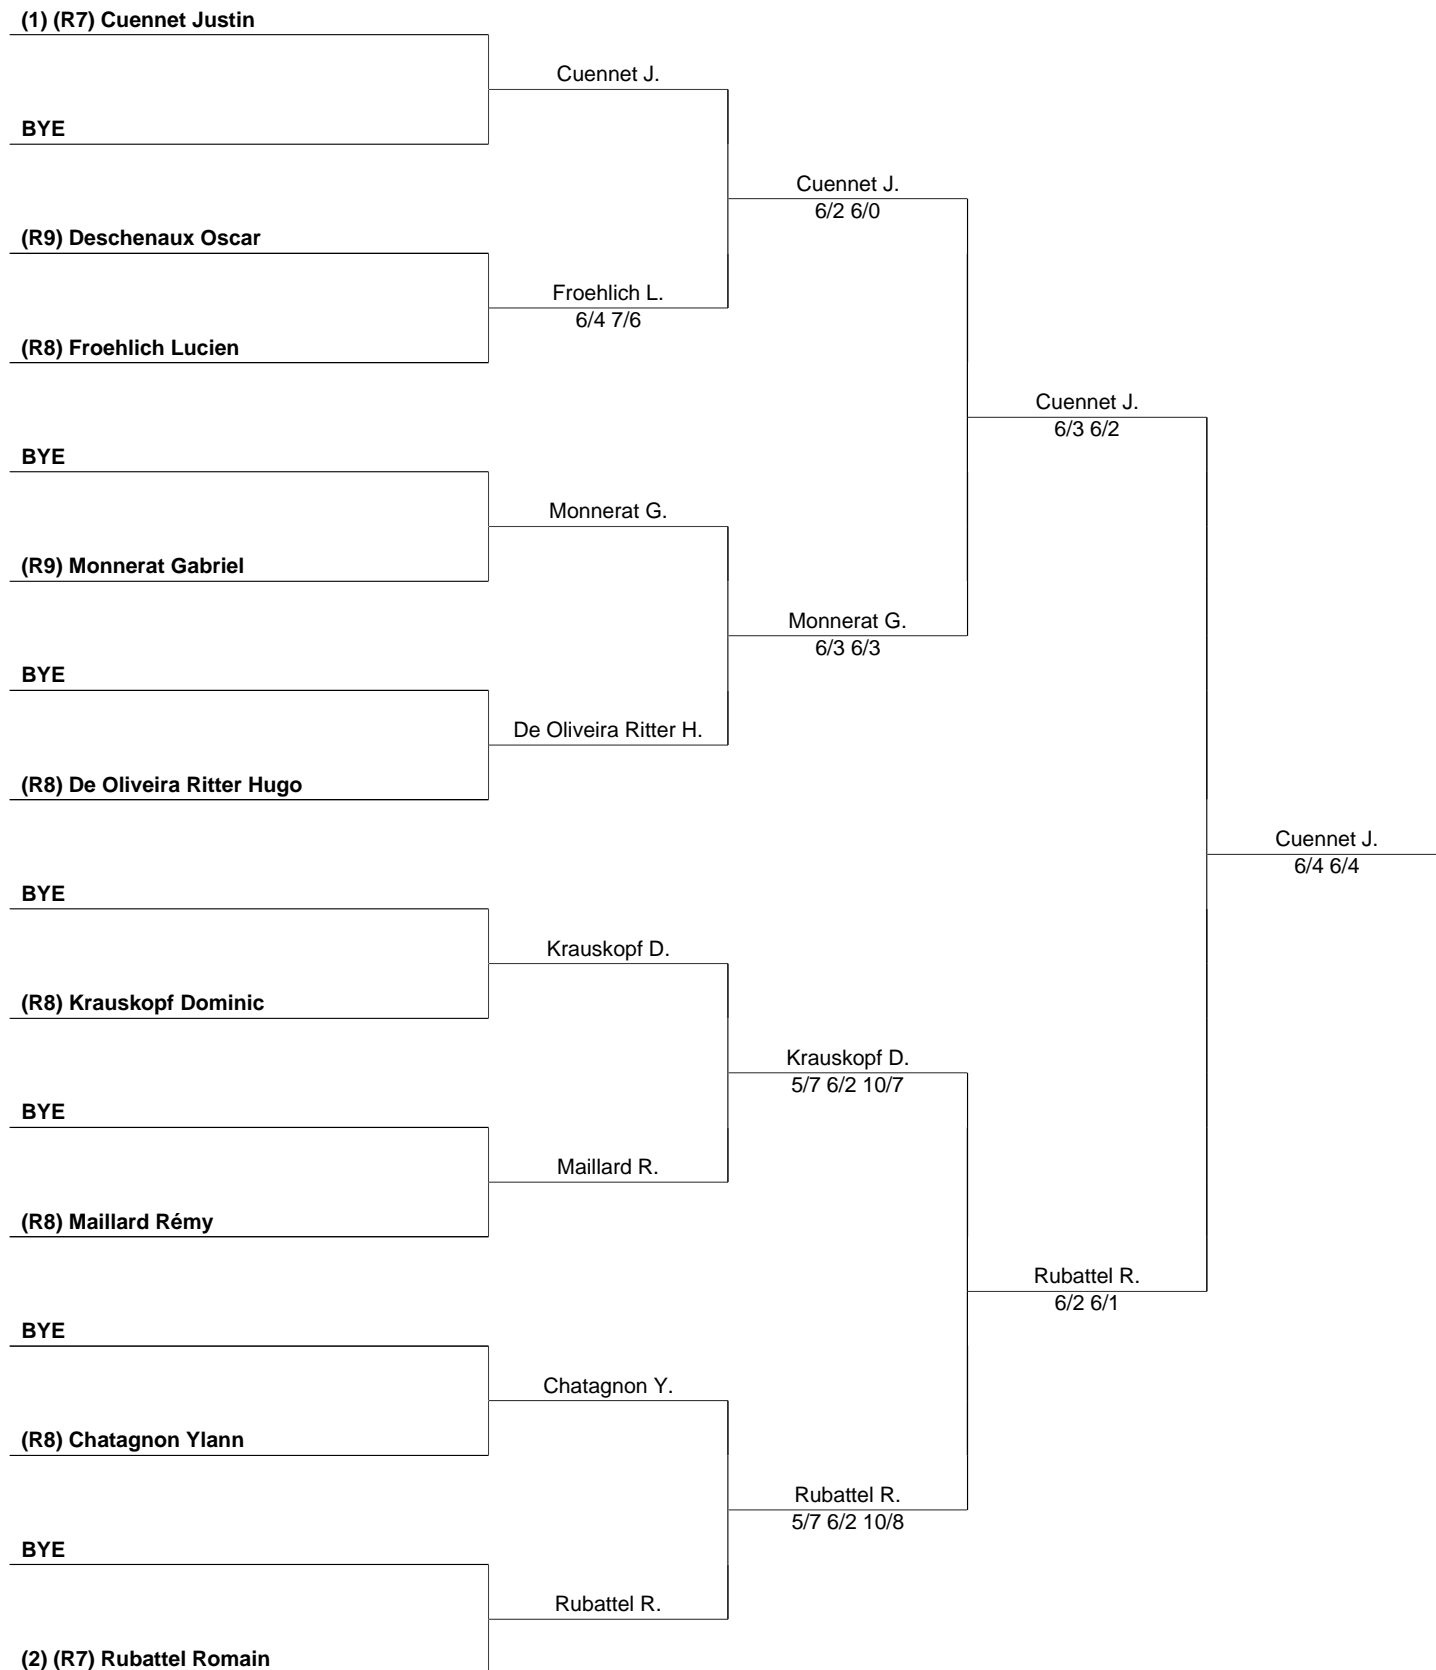 (1) (R7) Cuennet Justin
Cuennet J.
BYE
Cuennet J.
6/2 6/0
(R9) Deschenaux Oscar
Froehlich L.
6/4 7/6
(R8) Froehlich Lucien
Cuennet J.
6/3 6/2
BYE
Monnerat G.
(R9) Monnerat Gabriel
Monnerat G.
6/3 6/3
BYE
De Oliveira Ritter H.
(R8) De Oliveira Ritter Hugo
Cuennet J.
6/4 6/4
BYE
Krauskopf D.
(R8) Krauskopf Dominic
Krauskopf D.
5/7 6/2 10/7
BYE
Maillard R.
(R8) Maillard Rémy
Rubattel R.
6/2 6/1
BYE
Chatagnon Y.
(R8) Chatagnon Ylann
Rubattel R.
5/7 6/2 10/8
BYE
Rubattel R.
(2) (R7) Rubattel Romain